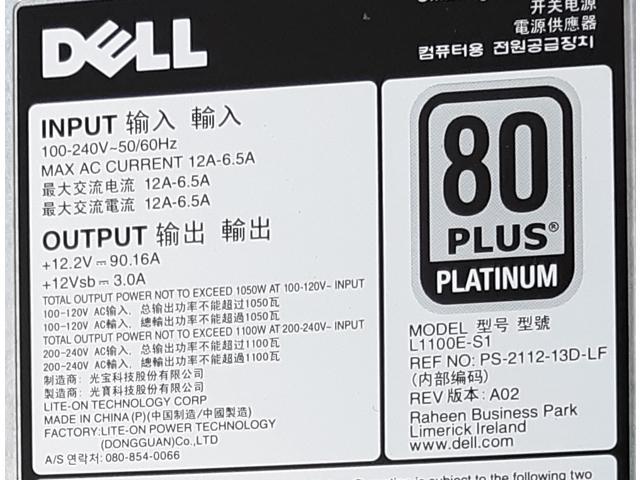 DELL
开关电源
電源供應器
컴퓨터용 전원공급장치
INPUT 输入 輸入
100-240V~50/60Hz
MAX AC CURRENT 12A-6.5A
最大交流电流 12A-6.5A
最大交流電流 12A-6.5A
OUTPUT 输出 輸出
+12.2V⎓90.16A
+12Vsb⎓3.0A
TOTAL OUTPUT POWER NOT TO EXCEED 1050W AT 100-120V~ INPUT
100-120V AC输入, 总输出功率不能超过1050瓦
100-120V AC輸入, 總輸出功率不能超過1050瓦
TOTAL OUTPUT POWER NOT TO EXCEED 1100W AT 200-240V~ INPUT
200-240V AC输入, 总输出功率不能超过1100瓦
200-240V AC輸入, 總輸出功率不能超過1100瓦
制造商: 光宝科技股份有限公司
製造商: 光寶科技股份有限公司
LITE-ON TECHNOLOGY CORP
MADE IN CHINA (P)(中国制造/中國製造)
FACTORY:LITE-ON POWER TECHNOLOGY
(DONGGUAN)Co.,LTD
A/S 연락처: 080-854-0066
80
PLUS®
PLATINUM
MODEL 型号 型號
L1100E-S1
REF NO: PS-2112-13D-LF
(内部编码)
REV 版本: A02
Raheen Business Park
Limerick Ireland
www.dell.com
is subject to the following two